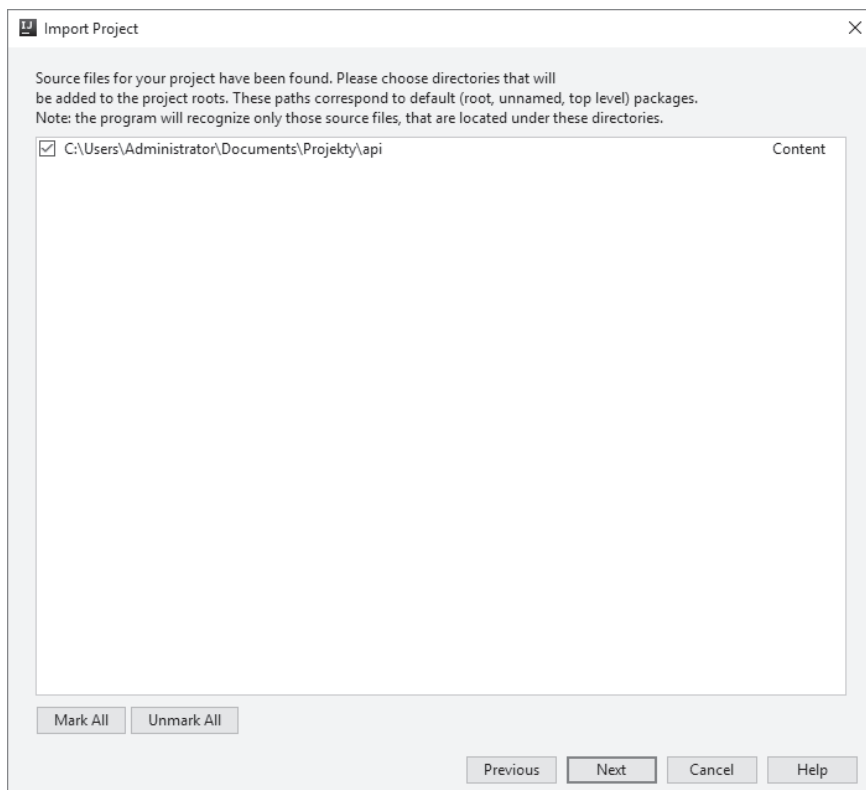 IJ
Import Project
Source files for your project have been found. Please choose directories that will
be added to the project roots. These paths correspond to default (root, unnamed, top level) packages.
Note: the program will recognize only those source files, that are located under these directories.
C:\Users\Administrator\Documents\Projekty\api Content
Mark All Unmark All
Previous Next Cancel Help